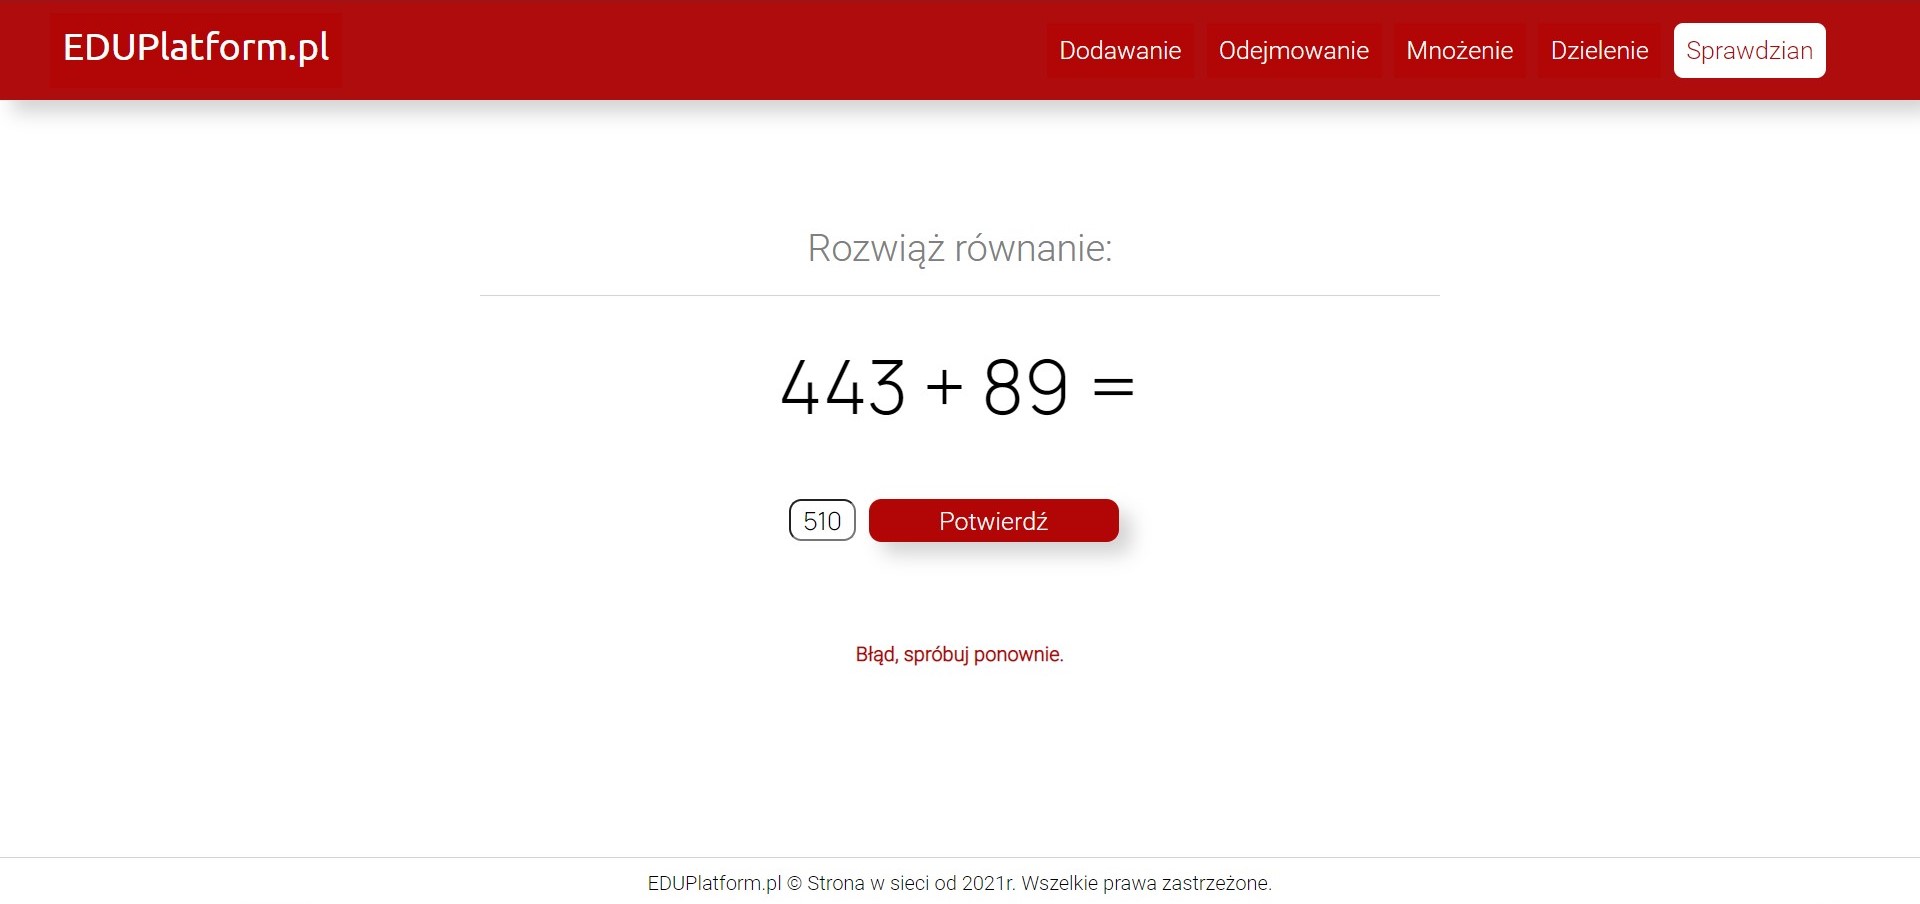 EDUPlatform.pl
Dodawanie Odejmowanie Mnożenie Dzielenie Sprawdzian
Rozwiąż równanie:
443 + 89 =
510 Potwierdź
Błąd, spróbuj ponownie.
EDUPlatform.pl © Strona w sieci od 2021r. Wszelkie prawa zastrzeżone.